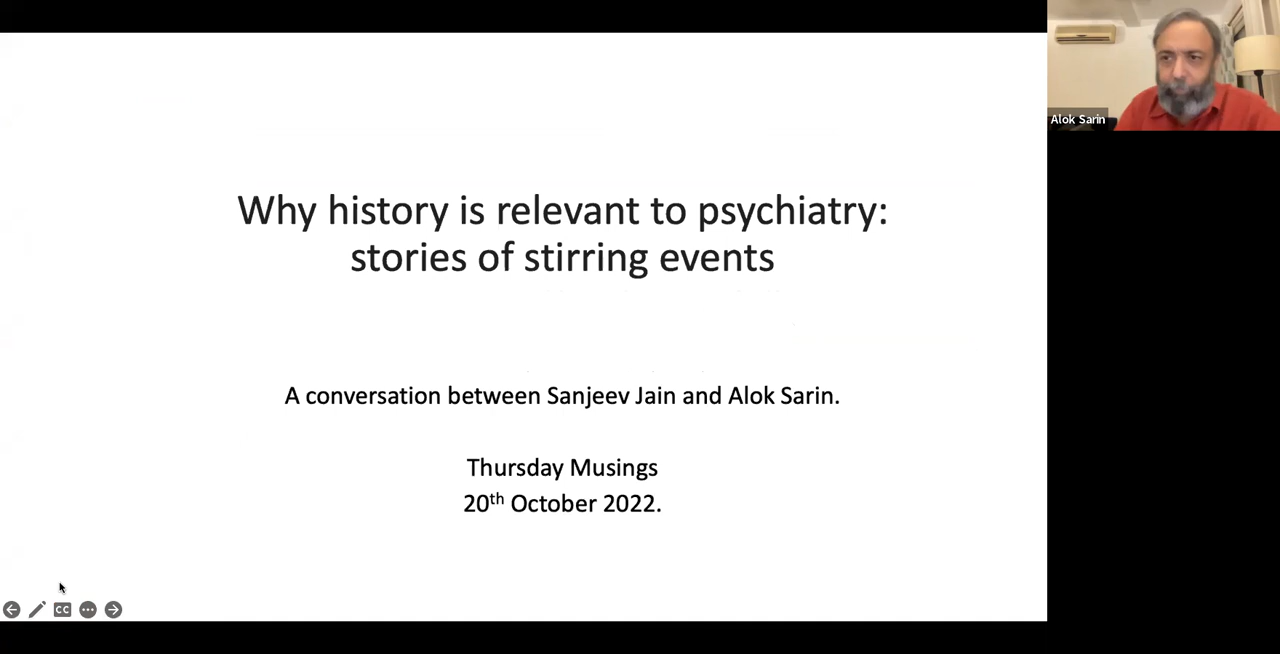 Why history is relevant to psychiatry:
stories of stirring events
A conversation between Sanjeev Jain and Alok Sarin.
Thursday Musings
20th October 2022.
Alok Sarin
CC